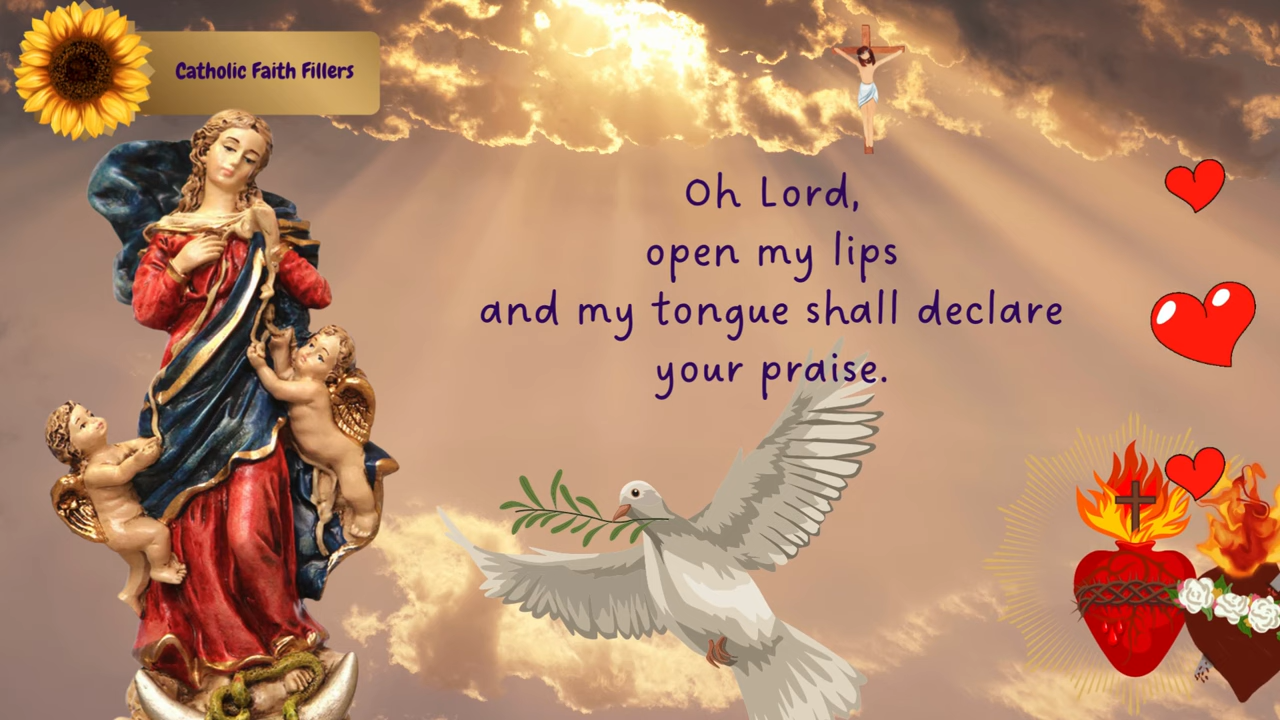 Catholic Faith Fillers
Oh Lord,
open my lips
and my tongue shall declare
your praise.